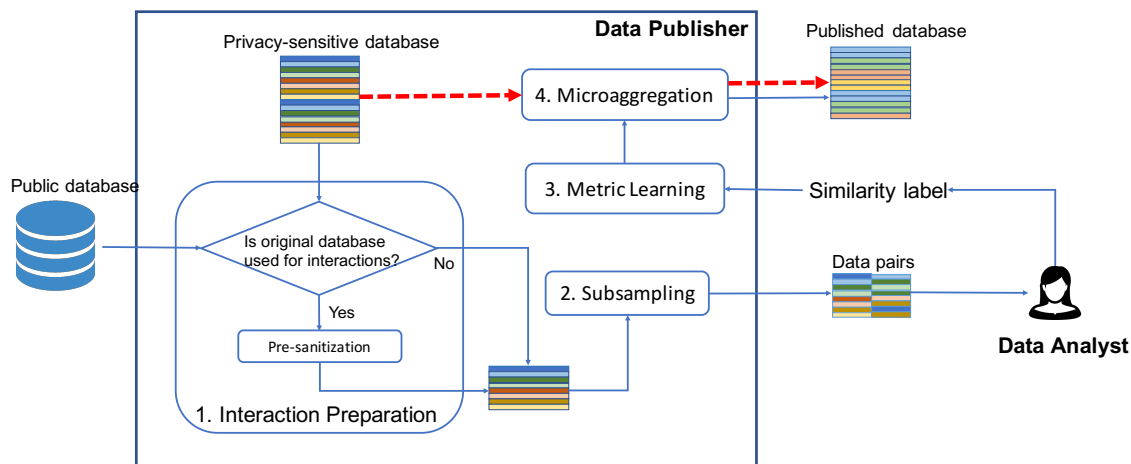 Data Publisher
Privacy-sensitive database
Published database
4. Microaggregation
Public database
3. Metric Learning
Similarity label
Is original database
used for interactions?
No
Yes
Pre-sanitization
1. Interaction Preparation
2. Subsampling
Data pairs
Data Analyst